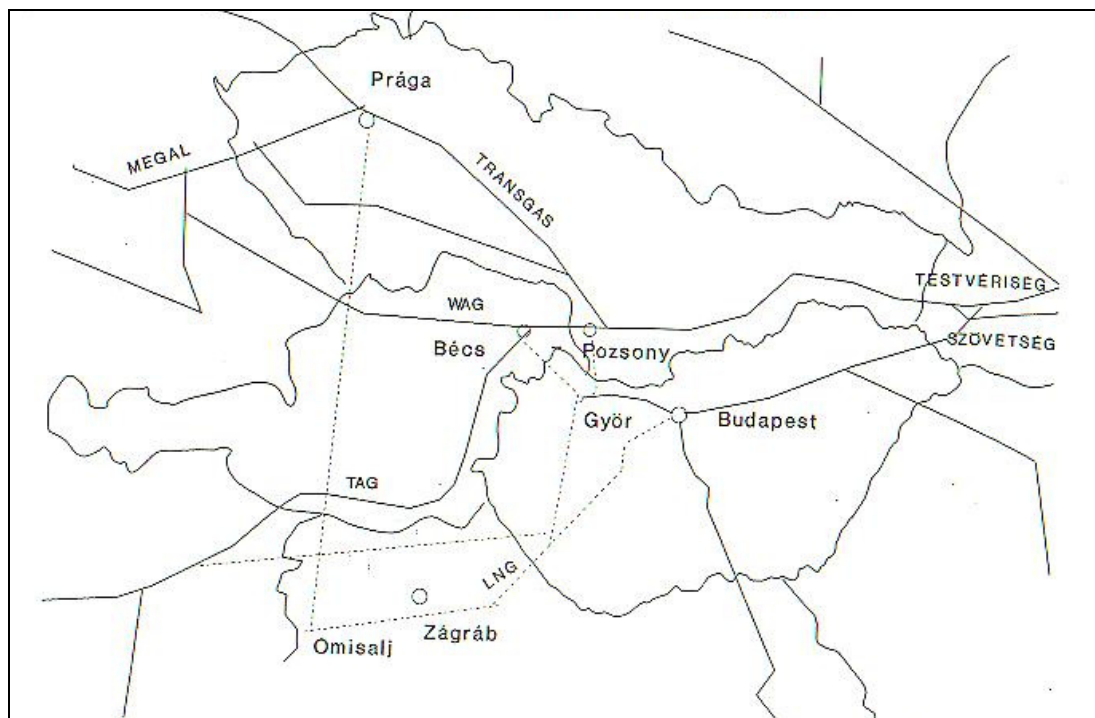 Prága
MEGAL
TRANSGAS
TESTVÉRISÉG
WAG
SZÖVETSÉG
Bécs
Pozsony
Győr
Budapest
TAG
LNG
Omisalj
Zágráb